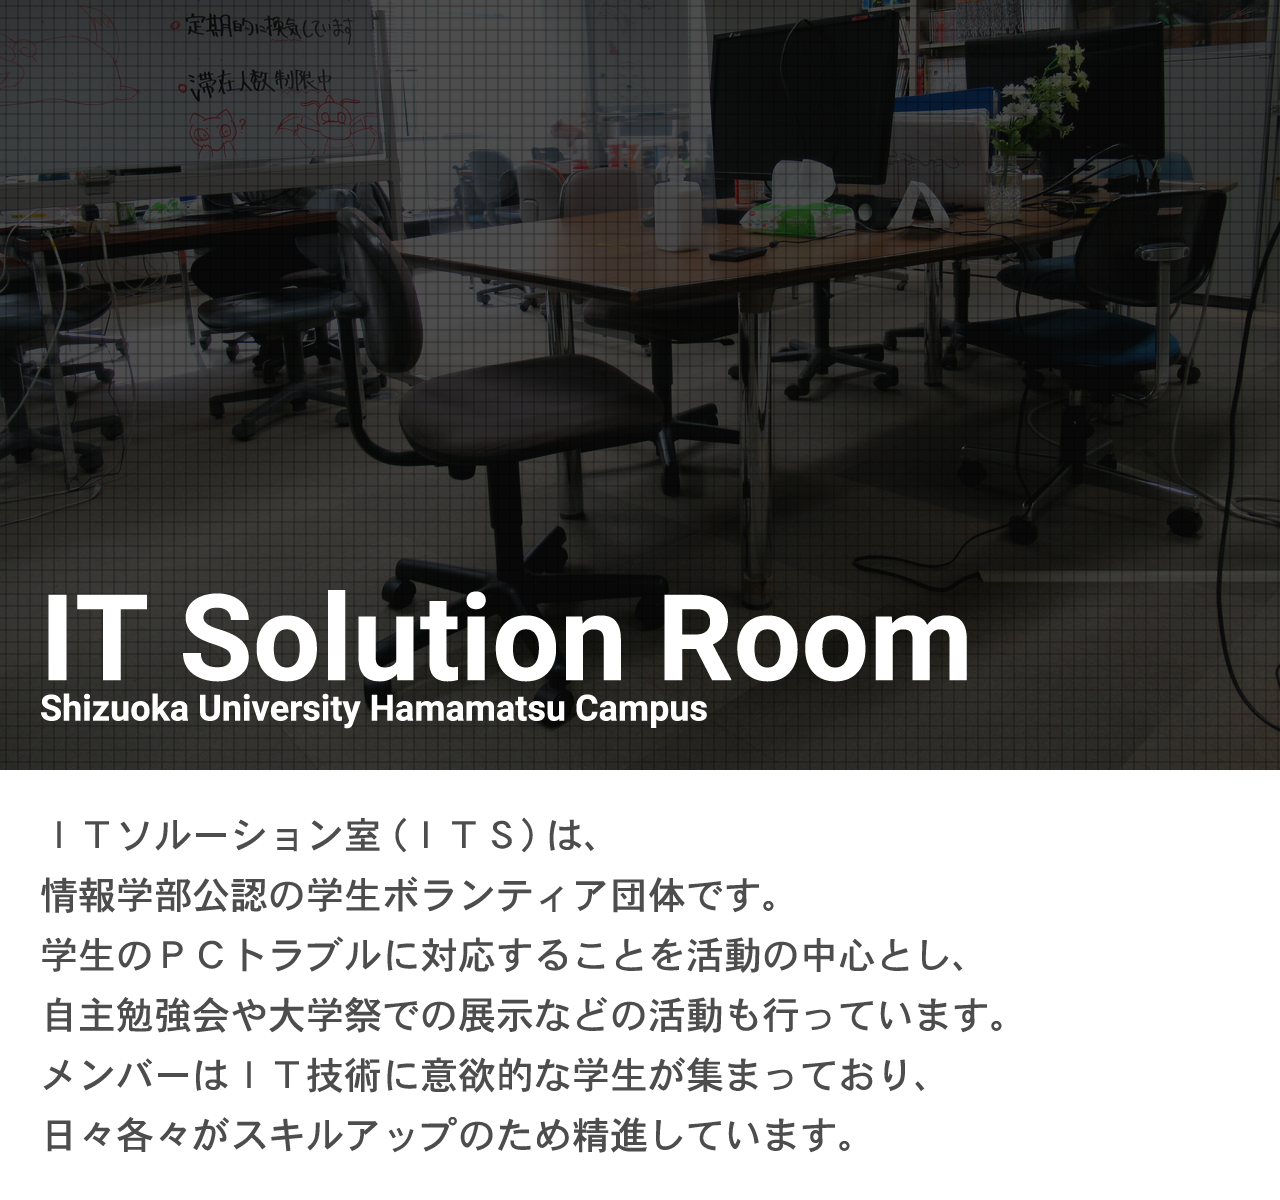 定期的に換気しています
滞在人数制限中
?
IT Solution Room
Shizuoka University Hamamatsu Campus
ＩＴソルーション室（ＩＴＳ）は、
情報学部公認の学生ボランティア団体です。
学生のＰＣトラブルに対応することを活動の中心とし、
自主勉強会や大学祭での展示などの活動も行っています。
メンバーはＩＴ技術に意欲的な学生が集まっており、
日々各々がスキルアップのため精進しています。